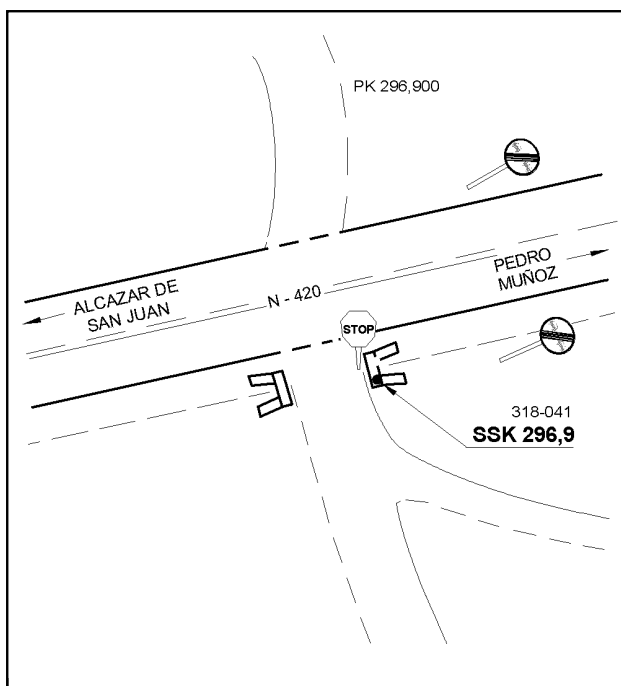 PK 296,900
ALCAZAR DE
SAN JUAN
N - 420
PEDRO
MUÑOZ
STOP
318-041
SSK 296,9